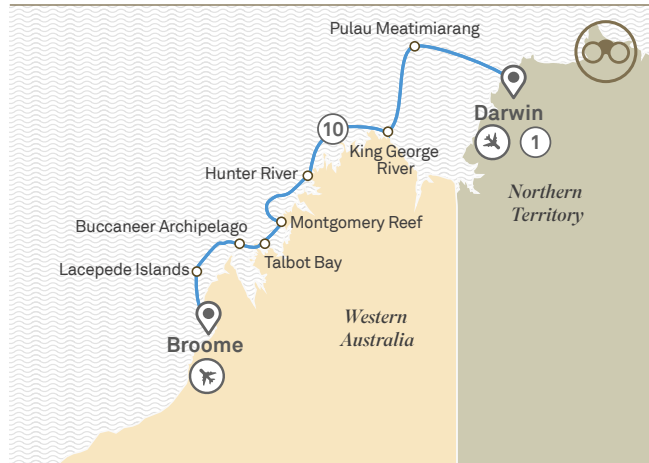 Pulau Meatimiarang
Darwin
1
10
King George
River
Hunter River
Northern
Territory
Buccaneer Archipelago
Montgomery Reef
Lacepede Islands
Talbot Bay
Western
Australia
Broome